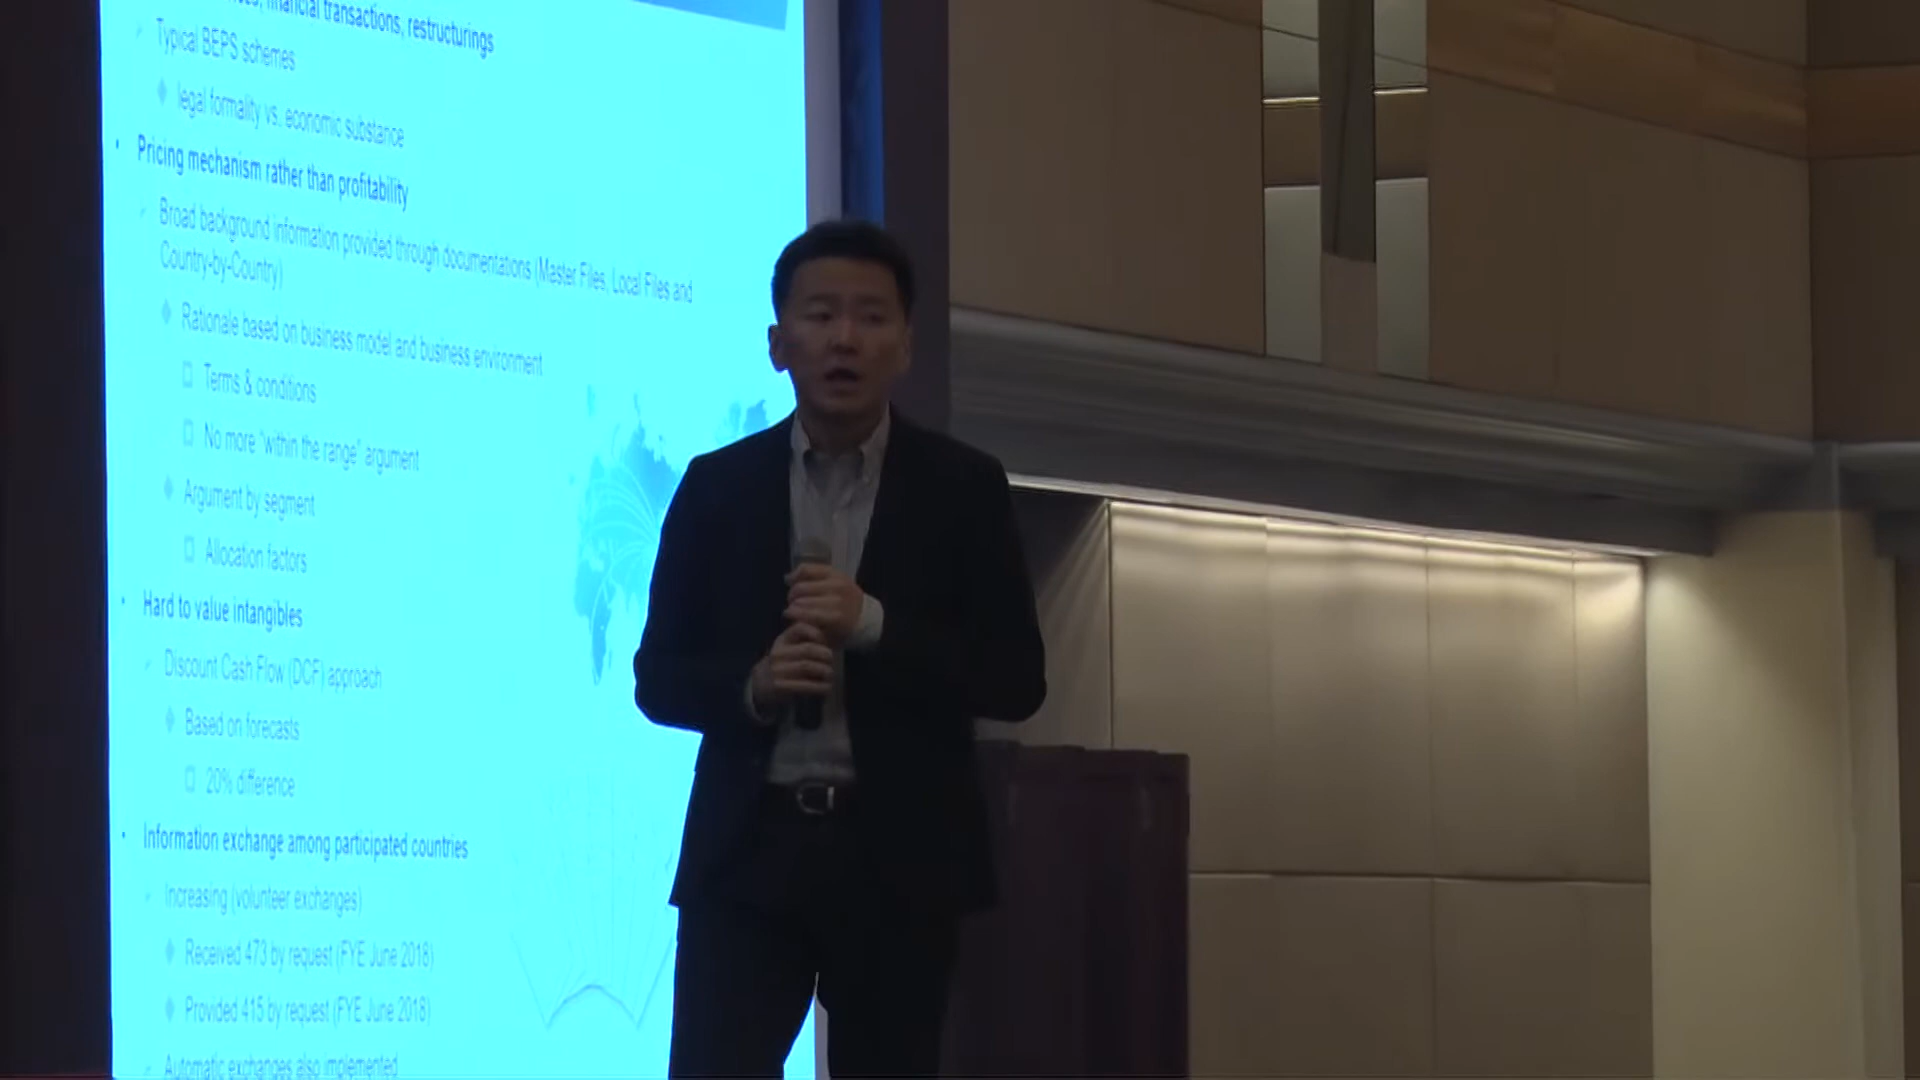 financial transactions, restructurings
Typical BEPS schemes
legal formality vs. economic substance
Pricing mechanism rather than profitability
Broad background information provided through documentations (Master Files, Local Files and
Country-by-Country)
Rationale based on business model and business environment
Terms & conditions
No more "within the range" argument
Argument by segment
Allocation factors
Hard to value intangibles
Discount Cash Flow (DCF) approach
Based on forecasts
20% difference
Information exchange among participated countries
Increasing (volunteer exchanges)
Received 473 by request (FYE June 2018)
Provided 415 by request (FYE June 2018)
Automatic exchanges also implemented